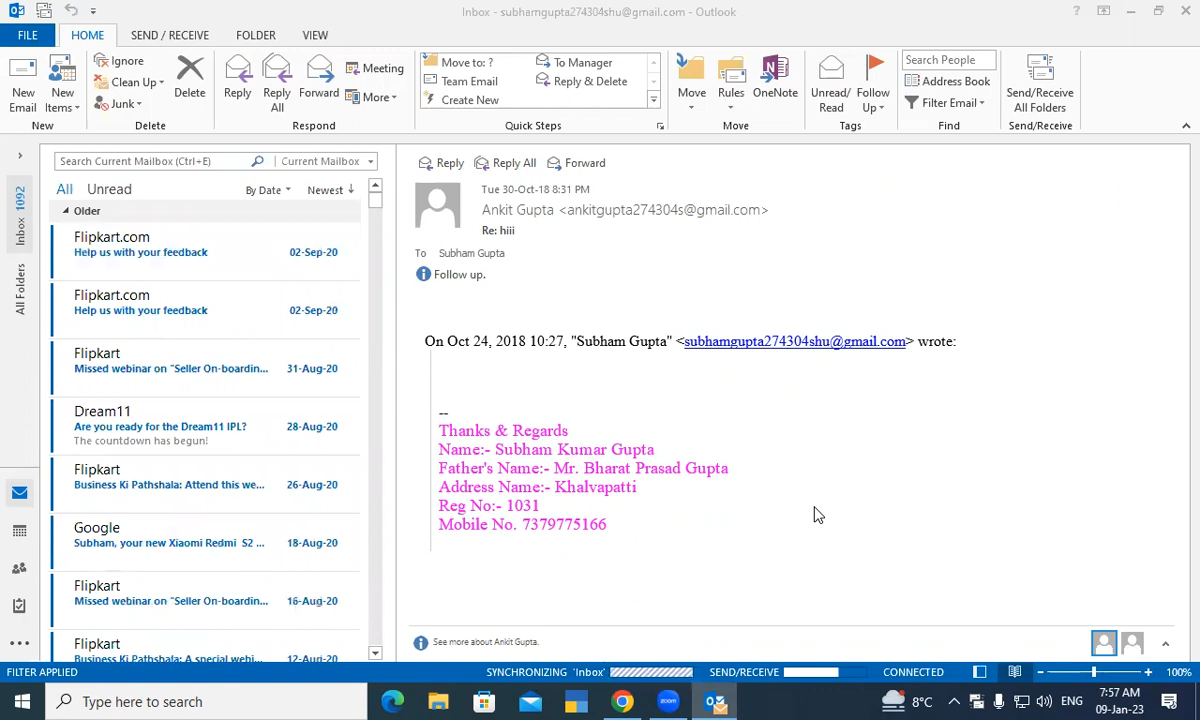 Inbox - subhamgupta274304shu@gmail.com - Outlook
FILE HOME SEND / RECEIVE FOLDER VIEW
New Email
New Items
New
Ignore
Clean Up
Junk
Delete
Delete
Reply
Reply All
Forward
Meeting
More
Respond
Move to: ?
Team Email
Create New
To Manager
Reply & Delete
Quick Steps
Move
Rules
OneNote
Move
Unread/ Read
Follow Up
Tags
Search People
Address Book
Filter Email
Find
Send/Receive All Folders
Send/Receive
Inbox 1092
All Folders
Search Current Mailbox (Ctrl+E) Current Mailbox
All Unread By Date Newest
Older
Flipkart.com
Help us with your feedback 02-Sep-20
Flipkart.com
Help us with your feedback 02-Sep-20
Flipkart
Missed webinar on "Seller On-boardin... 31-Aug-20
Dream11
Are you ready for the Dream11 IPL? 28-Aug-20
The countdown has begun!
Flipkart
Business Ki Pathshala: Attend this we... 26-Aug-20
Google
Subham, your new Xiaomi Redmi S2 ... 18-Aug-20
Flipkart
Missed webinar on "Seller On-boardin... 16-Aug-20
Flipkart
Business Ki Pathshala: A special webi... 12-Aug-20
Reply Reply All Forward
Tue 30-Oct-18 8:31 PM
Ankit Gupta <ankitgupta274304s@gmail.com>
Re: hiii
To Subham Gupta
Follow up.
On Oct 24, 2018 10:27, "Subham Gupta" <subhamgupta274304shu@gmail.com> wrote:
--
Thanks & Regards
Name:- Subham Kumar Gupta
Father's Name:- Mr. Bharat Prasad Gupta
Address Name:- Khalvapatti
Reg No:- 1031
Mobile No. 7379775166
See more about Ankit Gupta.
FILTER APPLIED SYNCHRONIZING 'Inbox' SEND/RECEIVE CONNECTED 100%
Type here to search 8°C ENG 7:57 AM
09-Jan-23